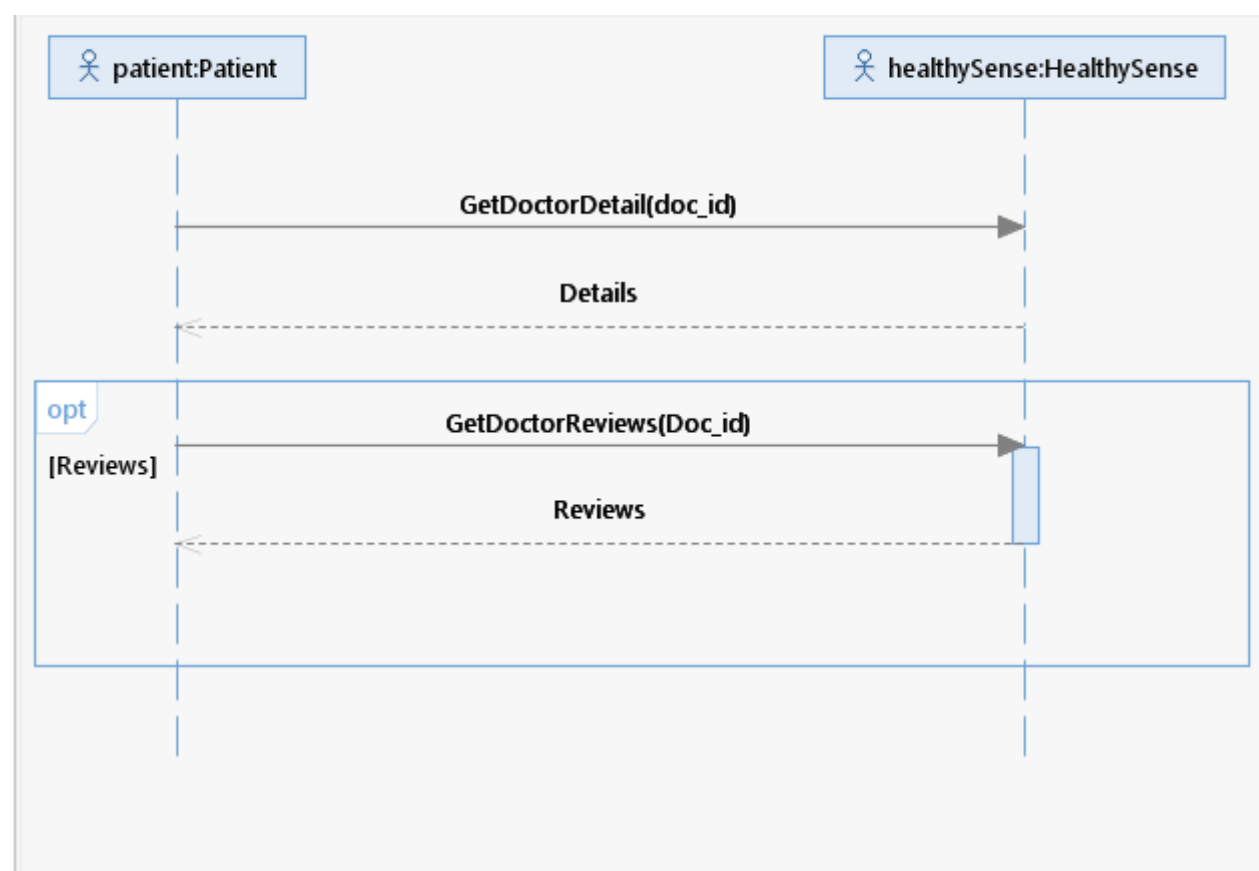 patient:Patient
healthySense:HealthySense
GetDoctorDetail(doc_id)
Details
opt
GetDoctorReviews(Doc_id)
[Reviews]
Reviews